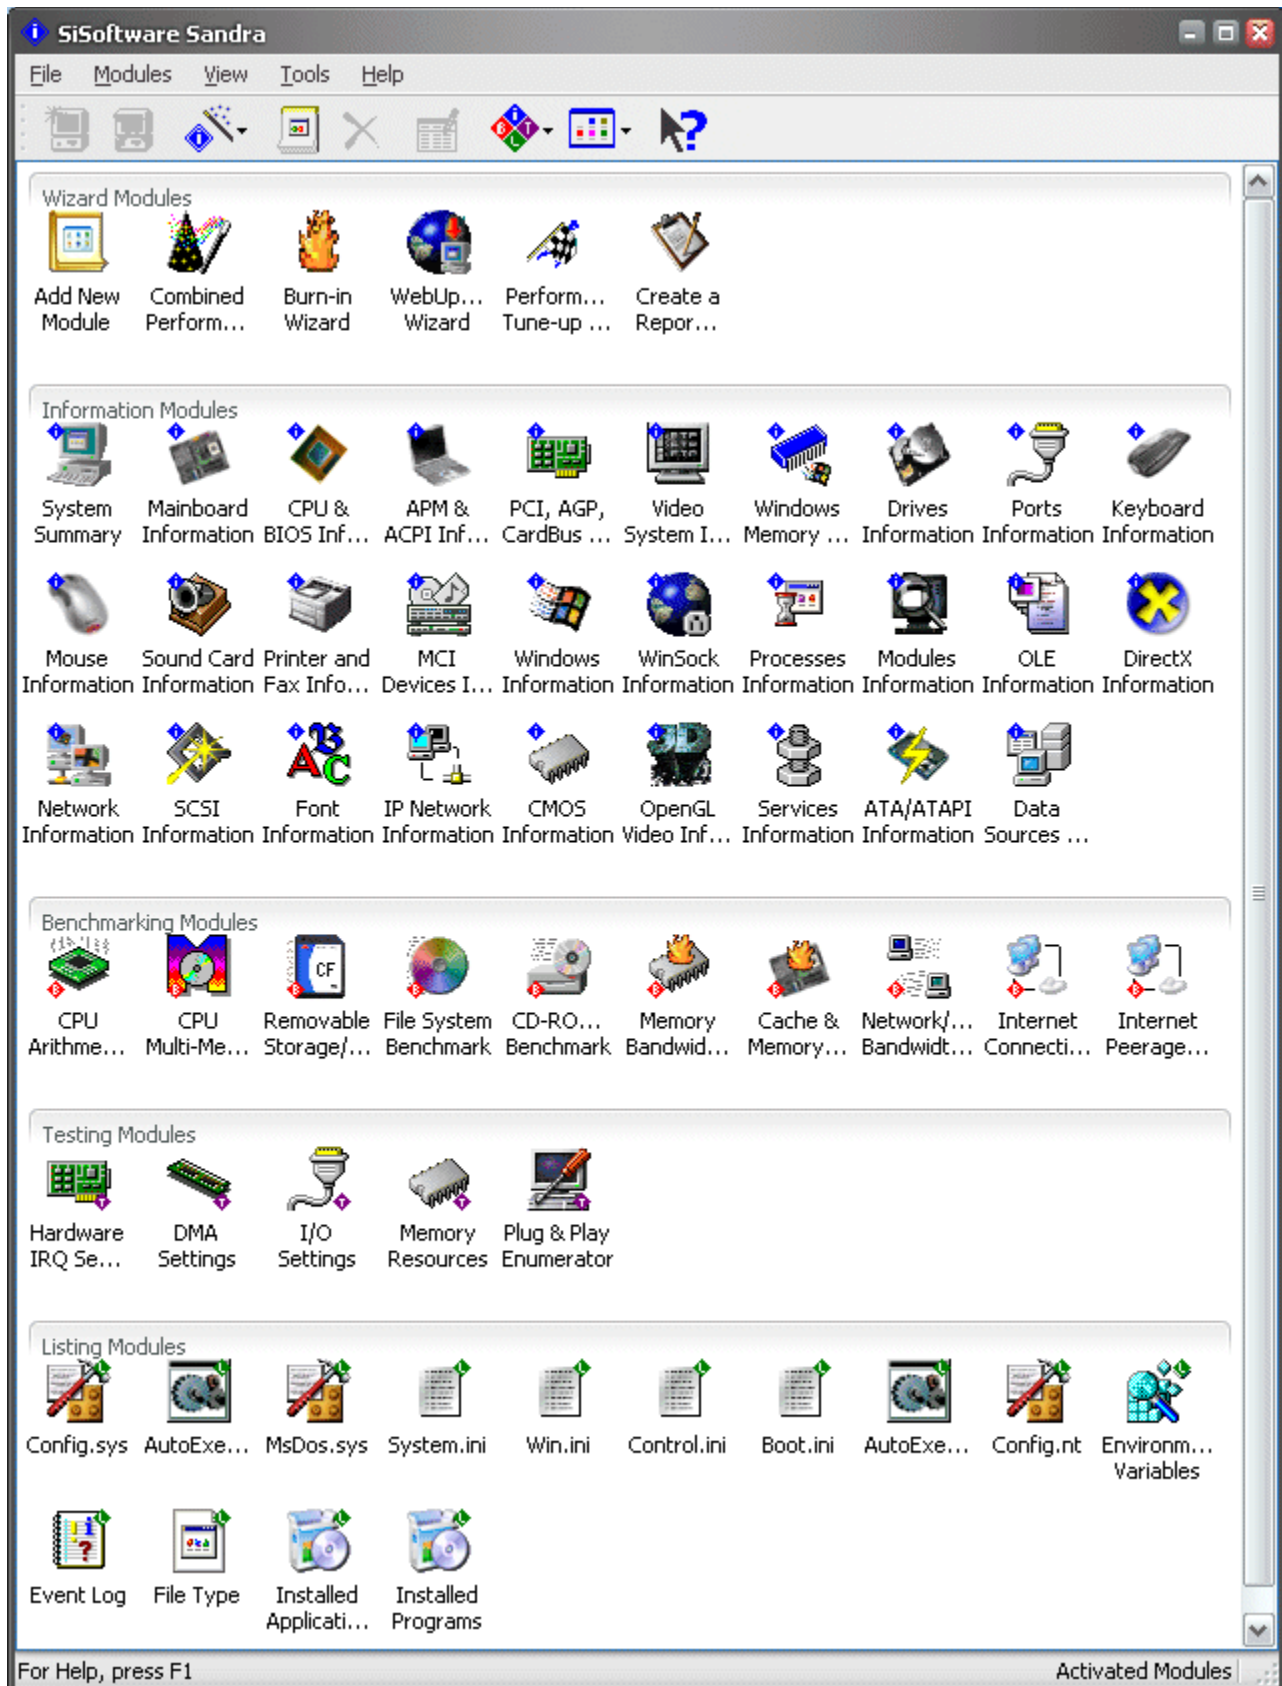 SiSoftware Sandra
File Modules View Tools Help
Wizard Modules
Add New Combined Burn-in WebUp... Perform... Create a
Module Perform... Wizard Wizard Tune-up ... Repor...
Information Modules
System Mainboard CPU & APM & PCI, AGP, Video Windows Drives Ports Keyboard
Summary Information BIOS Inf... ACPI Inf... CardBus ... System I... Memory ... Information Information Information
Mouse Sound Card Printer and MCI Windows WinSock Processes Modules OLE DirectX
Information Information Fax Info... Devices I... Information Information Information Information Information Information
Network SCSI Font IP Network CMOS OpenGL Services ATA/ATAPI Data
Information Information Information Information Information Video Inf... Information Information Sources ...
Benchmarking Modules
CF
CPU CPU Removable File System CD-RO... Memory Cache & Network/... Internet Internet
Arithme... Multi-Me... Storage/... Benchmark Benchmark Bandwid... Memory... Bandwidt... Connecti... Peerage...
Testing Modules
Hardware DMA I/O Memory Plug & Play
IRQ Se... Settings Settings Resources Enumerator
Listing Modules
Config.sys AutoExe... MsDos.sys System.ini Win.ini Control.ini Boot.ini AutoExe... Config.nt Environm...
Variables
Event Log File Type Installed Installed
Applicati... Programs
For Help, press F1 Activated Modules